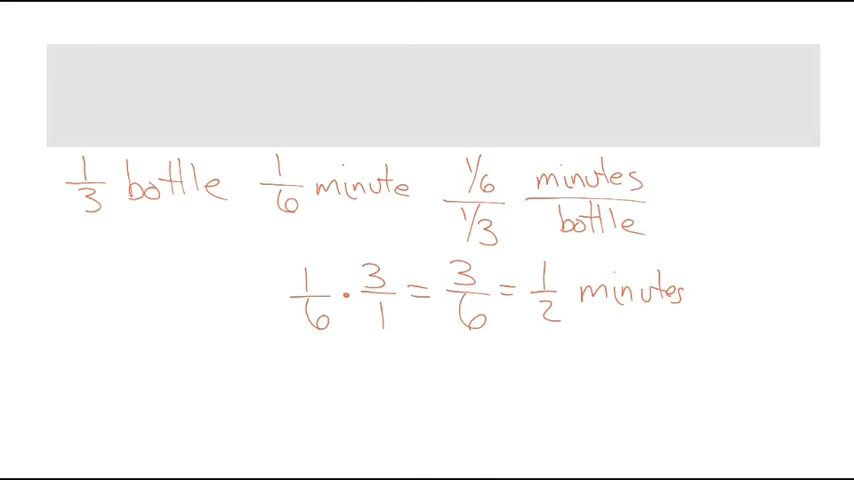 1/3 bottle 1/6 minute 1/6 / 1/3 minutes / bottle
1/6 · 3/1 = 3/6 = 1/2 minutes